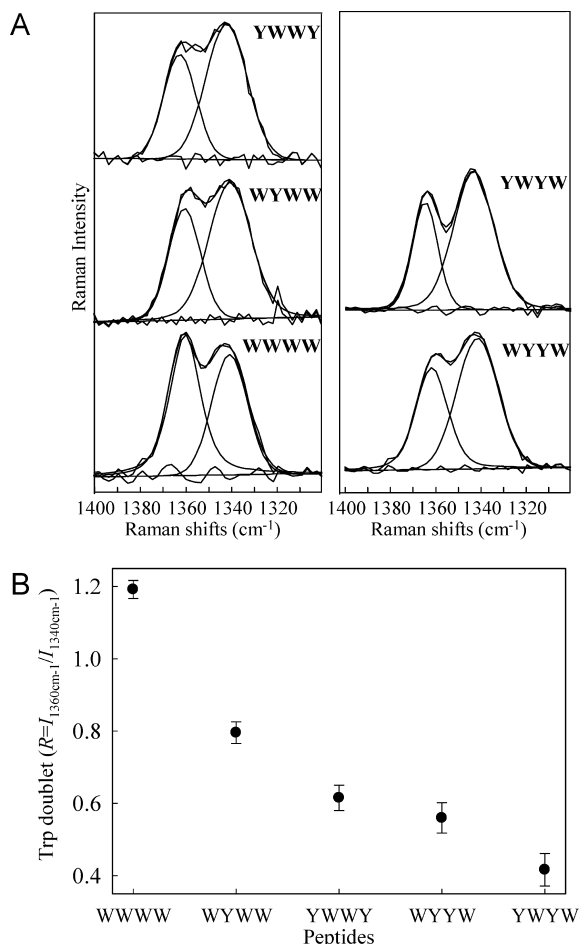 A
YWWY
WYWW
YWYW
WWWW
WYYW
Raman Intensity
1400 1380 1360 1340 1320
1400 1380 1360 1340 1320
Raman shifts (cm-1)
Raman shifts (cm-1)
B
1.2
1.0
0.8
0.6
0.4
Trp doublet (R=I1360cm-1/I1340cm-1)
WWWW WYWW YWWY WYYW YWYW
Peptides